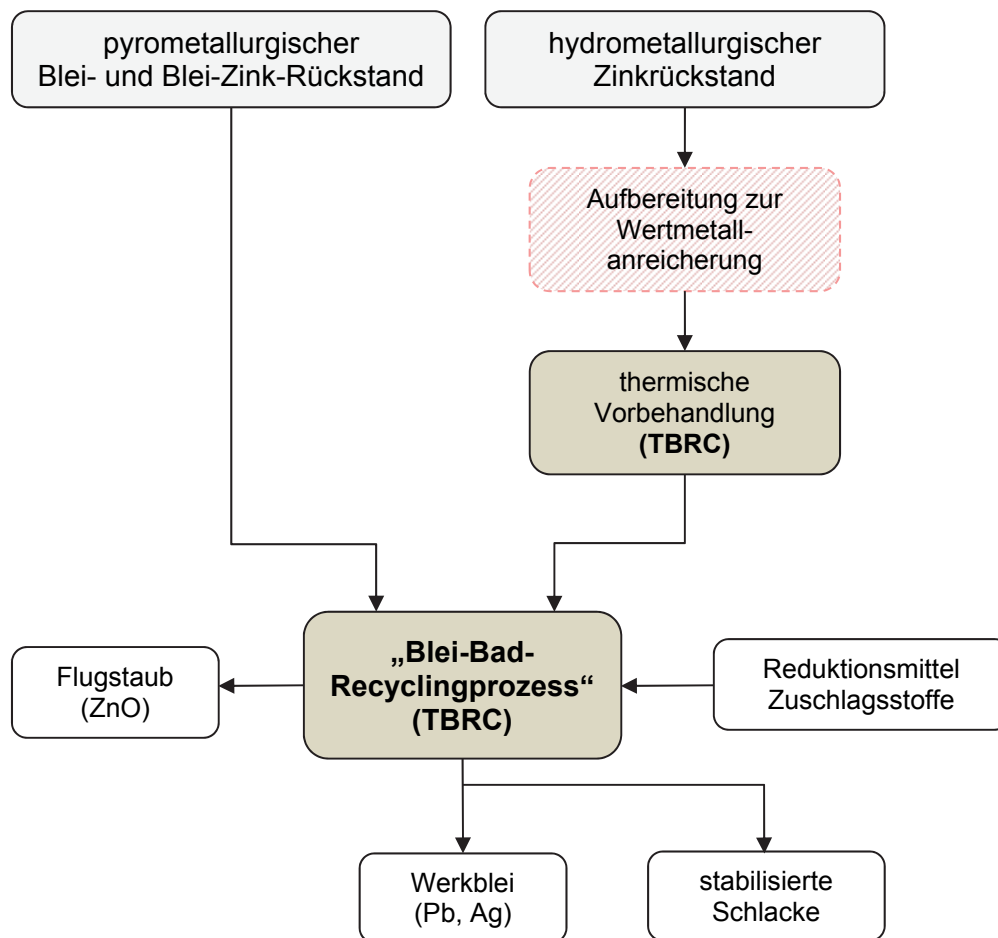 pyrometallurgischer
Blei- und Blei-Zink-Rückstand
hydrometallurgischer
Zinkrückstand
Aufbereitung zur
Wertmetall-
anreicherung
thermische
Vorbehandlung
(TBRC)
„Blei-Bad-
Recyclingprozess“
(TBRC)
Flugstaub
(ZnO)
Reduktionsmittel
Zuschlagsstoffe
Werkblei
(Pb, Ag)
stabilisierte
Schlacke